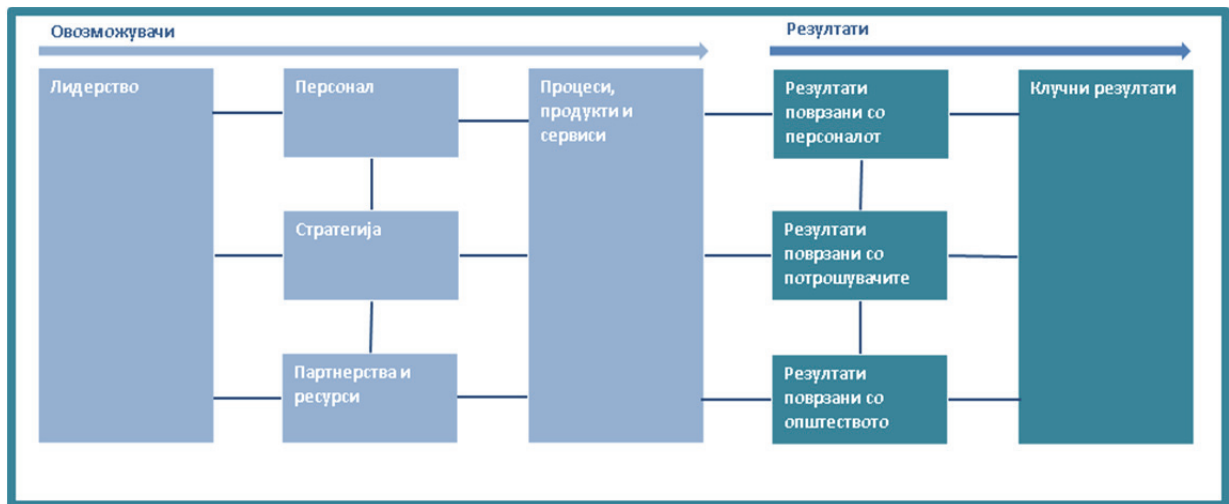 Овозможувачи
Резултати
Лидерство
Персонал
Процеси,
продукти и
сервиси
Стратегија
Партнерства и
ресурси
Резултати
поврзани со
персоналот
Резултати
поврзани со
потрошувачите
Резултати
поврзани со
општеството
Клучни резултати